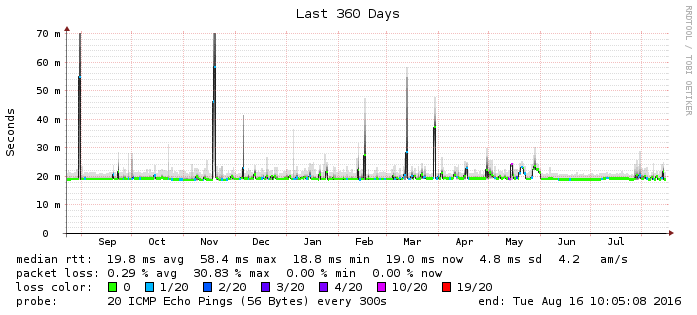 Last 360 Days
RRDTOOL / TOBI OETIKER
Seconds
70 m
60 m
50 m
40 m
30 m
20 m
10 m
0
Sep Oct Nov Dec Jan Feb Mar Apr May Jun Jul
median rtt: 19.8 ms avg 58.4 ms max 18.8 ms min 19.0 ms now 4.8 ms sd 4.2 am/s
packet loss: 0.29 % avg 30.83 % max 0.00 % min 0.00 % now
loss color: 0 1/20 2/20 3/20 4/20 10/20 19/20
probe: 20 ICMP Echo Pings (56 Bytes) every 300s end: Tue Aug 16 10:05:08 2016